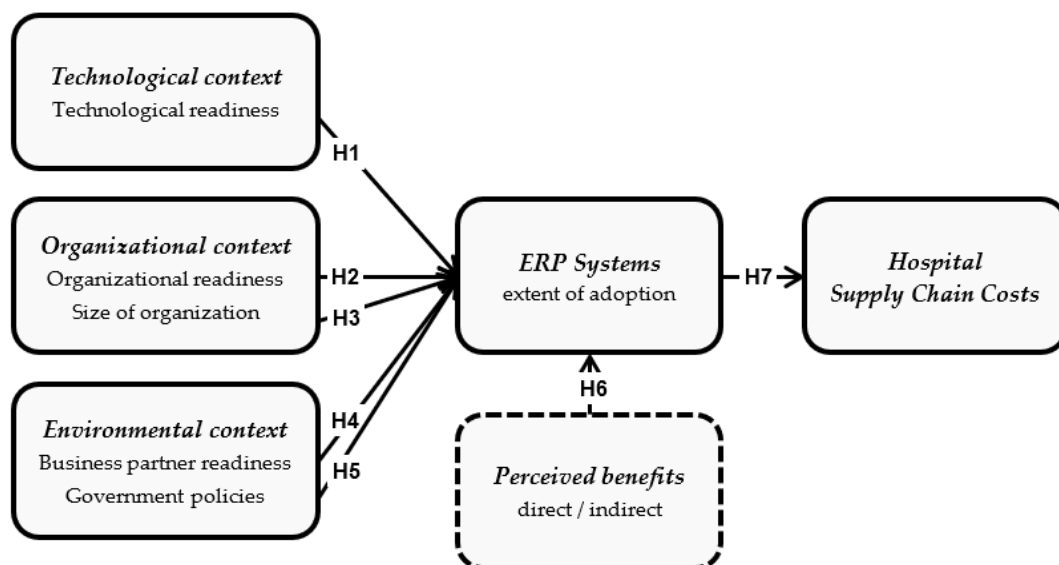 Technological context
Technological readiness
H1
Organizational context
Organizational readiness
Size of organization
H2
H3
Environmental context
Business partner readiness
Government policies
H4
H5
ERP Systems
extent of adoption
H6
Perceived benefits
direct / indirect
H7
Hospital
Supply Chain Costs